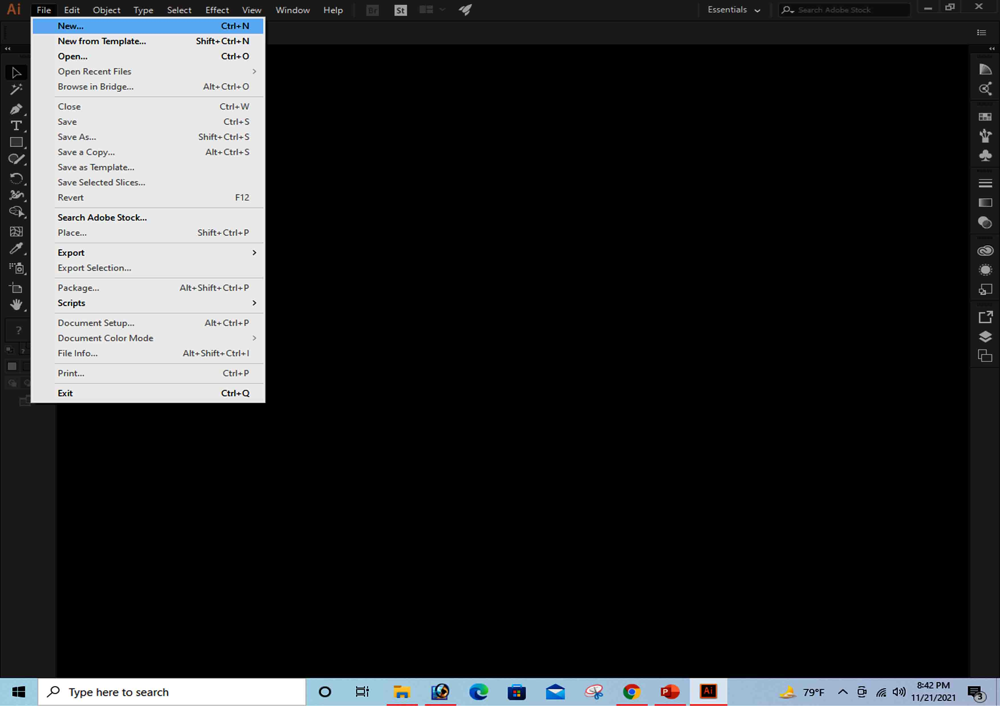 Ai File Edit Object Type Select Effect View Window Help Br St Essentials Search Adobe Stock
New... Ctrl+N
New from Template... Shift+Ctrl+N
Open... Ctrl+O
Open Recent Files
Browse in Bridge... Alt+Ctrl+O
Close Ctrl+W
Save Ctrl+S
Save As... Shift+Ctrl+S
Save a Copy... Alt+Ctrl+S
Save as Template...
Save Selected Slices...
Revert F12
Search Adobe Stock...
Place... Shift+Ctrl+P
Export
Export Selection...
Package... Alt+Shift+Ctrl+P
Scripts
Document Setup... Alt+Ctrl+P
Document Color Mode
File Info... Alt+Shift+Ctrl+I
Print... Ctrl+P
Exit Ctrl+Q
Type here to search P Ai 79°F 8:42 PM
11/21/2021 3